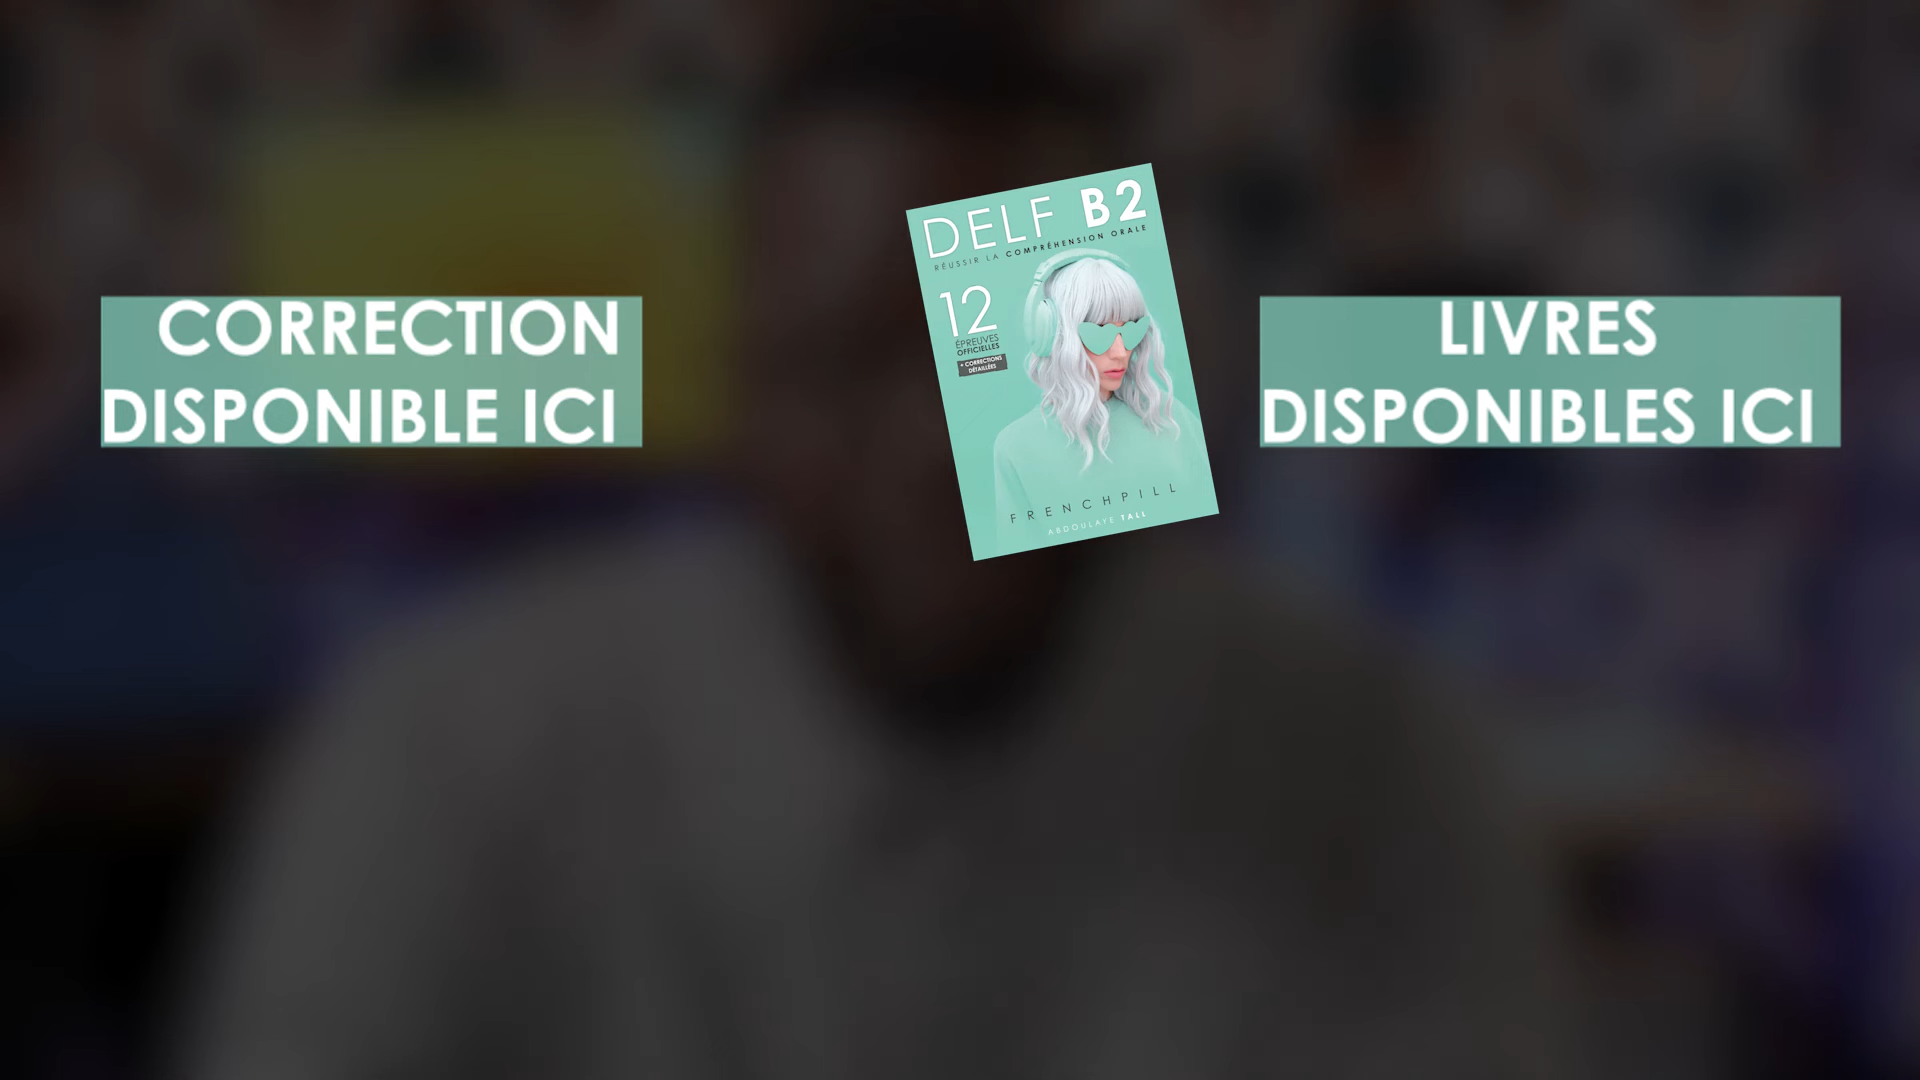 CORRECTION
DISPONIBLE ICI
DELF B2
RÉUSSIR LA COMPRÉHENSION ORALE
12
ÉPREUVES
OFFICIELLES
+ CORRECTIONS
DÉTAILLÉES
FRENCHPILL
ABDOULAYE TALL
LIVRES
DISPONIBLES ICI